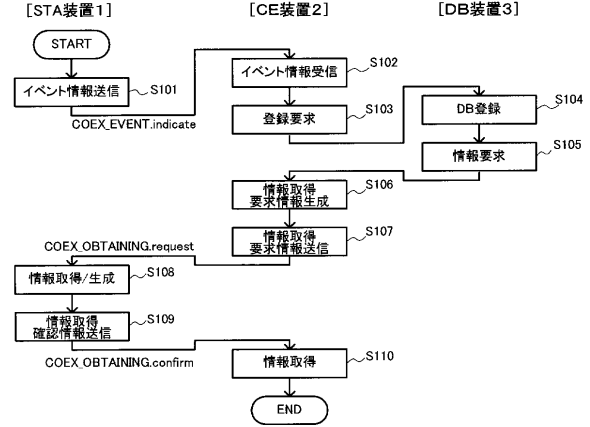 [STA装置1]
[CE装置2]
[DB装置3]
START
イベント情報送信
S101
COEX_EVENT.indicate
イベント情報受信
S102
登録要求
S103
DB登録
S104
情報要求
S105
情報取得
要求情報生成
S106
情報取得
要求情報送信
S107
COEX_OBTAINING.request
情報取得/生成
S108
情報取得
確認情報送信
S109
COEX_OBTAINING.confirm
情報取得
S110
END